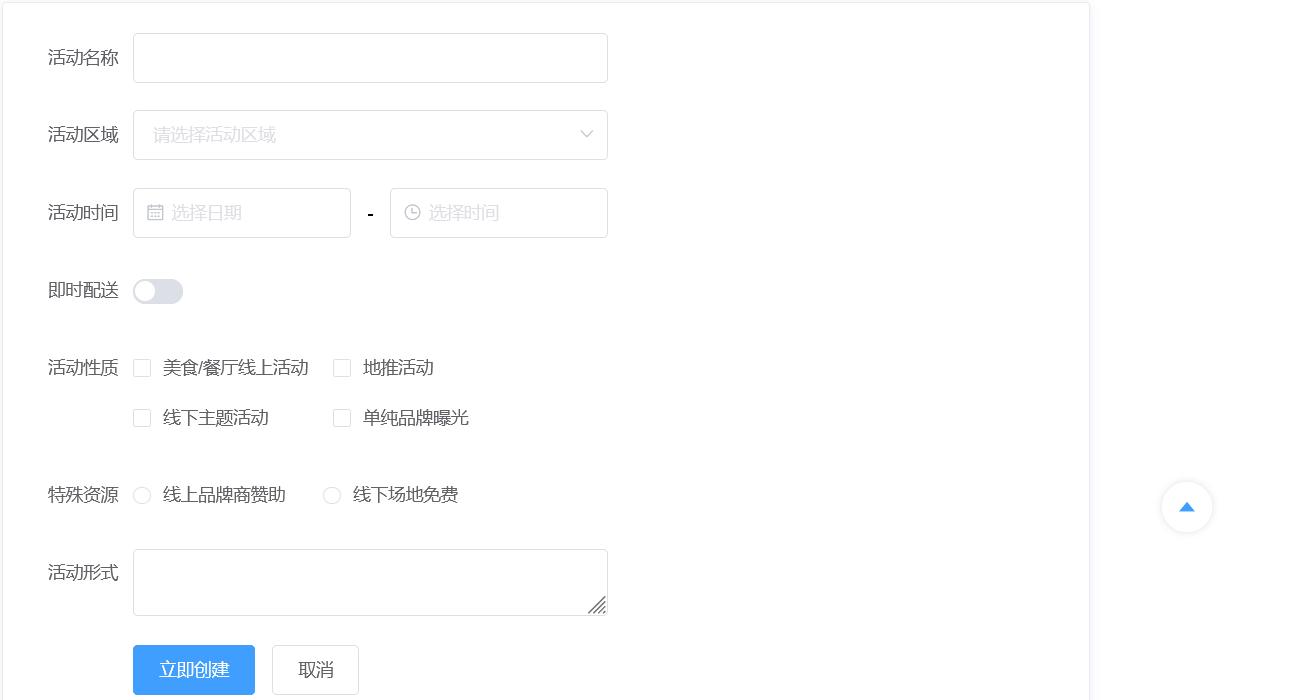 活动名称
活动区域 请选择活动区域
活动时间 选择日期 - 选择时间
即时配送
活动性质 美食/餐厅线上活动 地推活动
线下主题活动 单纯品牌曝光
特殊资源 线上品牌商赞助 线下场地免费
活动形式
立即创建 取消